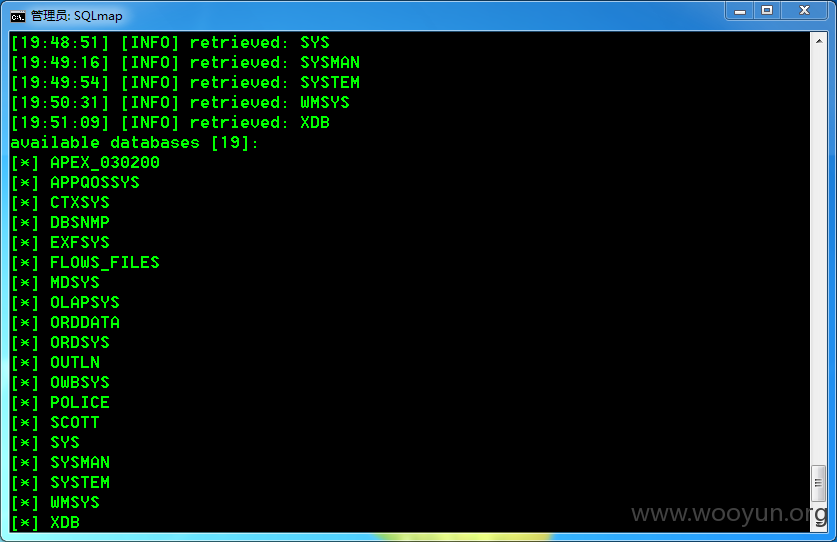 管理员: SQLmap
[19:48:51] [INFO] retrieved: SYS
[19:49:16] [INFO] retrieved: SYSMAN
[19:49:54] [INFO] retrieved: SYSTEM
[19:50:31] [INFO] retrieved: WMSYS
[19:51:09] [INFO] retrieved: XDB
available databases [19]:
[*] APEX_030200
[*] APPQOSSYS
[*] CTXSYS
[*] DBSNMP
[*] EXFSYS
[*] FLOWS_FILES
[*] MDSYS
[*] OLAPSYS
[*] ORDDATA
[*] ORDSYS
[*] OUTLN
[*] OWBSYS
[*] POLICE
[*] SCOTT
[*] SYS
[*] SYSMAN
[*] SYSTEM
[*] WMSYS
[*] XDB
www.wooyun.org